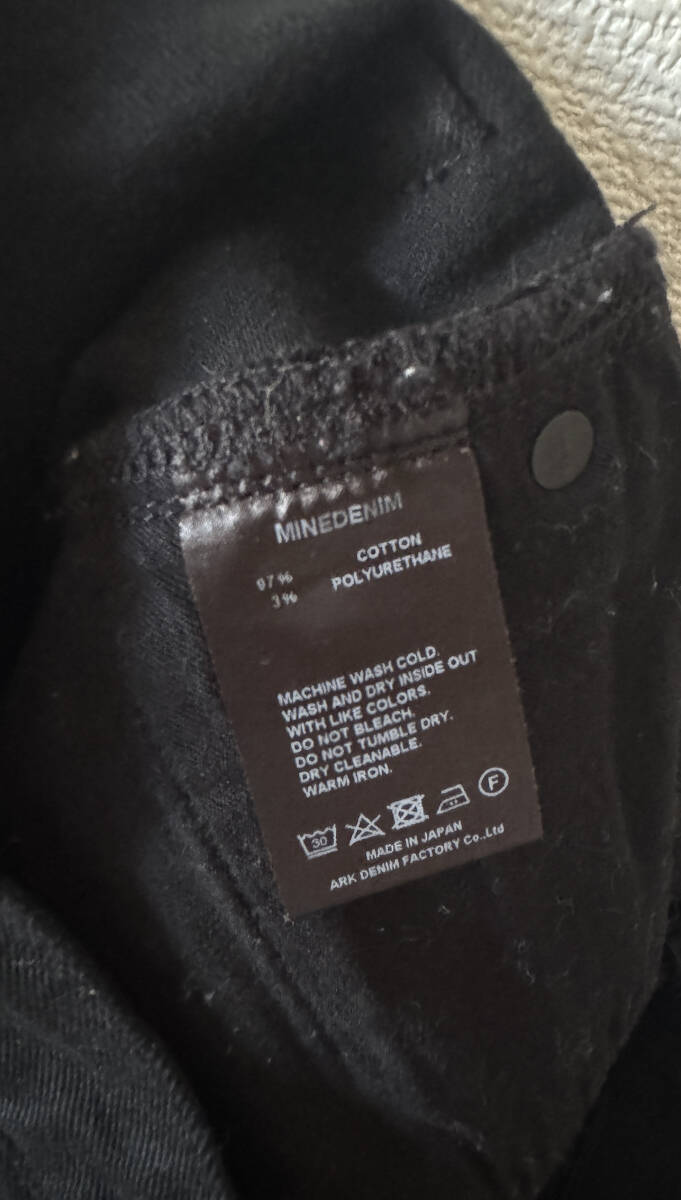 MINEDENIM
97% COTTON
3% POLYURETHANE
MACHINE WASH COLD.
WASH AND DRY INSIDE OUT
WITH LIKE COLORS.
DO NOT BLEACH.
DO NOT TUMBLE DRY.
DRY CLEANABLE.
WARM IRON.
30 F
MADE IN JAPAN
ARK DENIM FACTORY Co.,Ltd